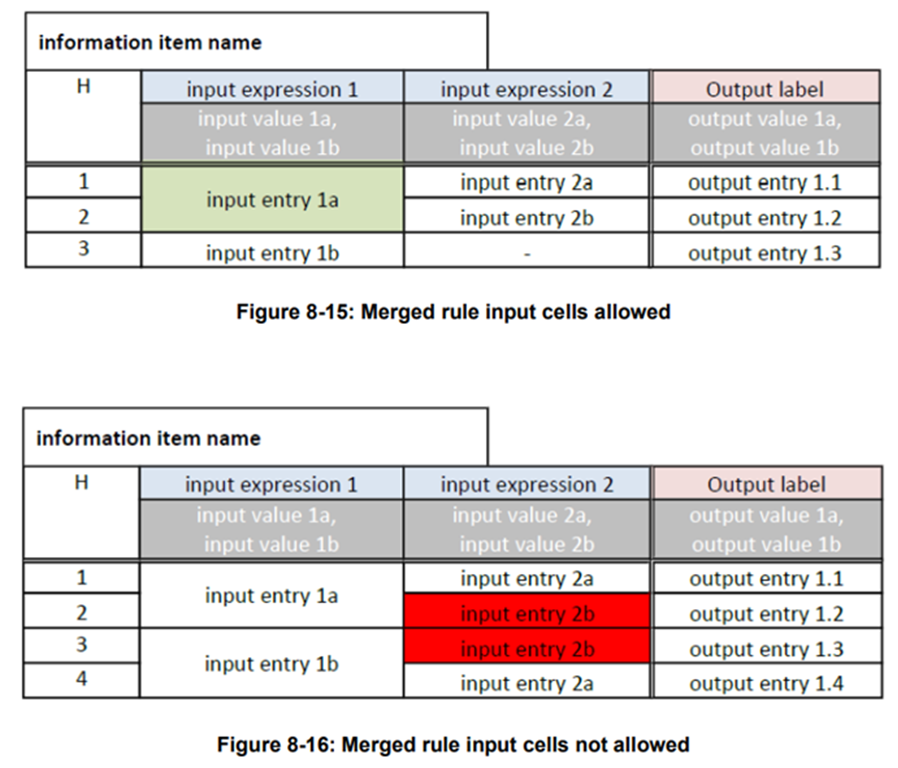 information item name
H input expression 1 input expression 2 Output label
input value 1a, input value 2a, output value 1a,
input value 1b input value 2b output value 1b
1 input entry 2a output entry 1.1
input entry 1a
2 input entry 2b output entry 1.2
3 input entry 1b - output entry 1.3
Figure 8-15: Merged rule input cells allowed
information item name
H input expression 1 input expression 2 Output label
input value 1a, input value 2a, output value 1a,
input value 1b input value 2b output value 1b
1 input entry 2a output entry 1.1
input entry 1a
2 input entry 2b output entry 1.2
3 input entry 2b output entry 1.3
input entry 1b
4 input entry 2a output entry 1.4
Figure 8-16: Merged rule input cells not allowed